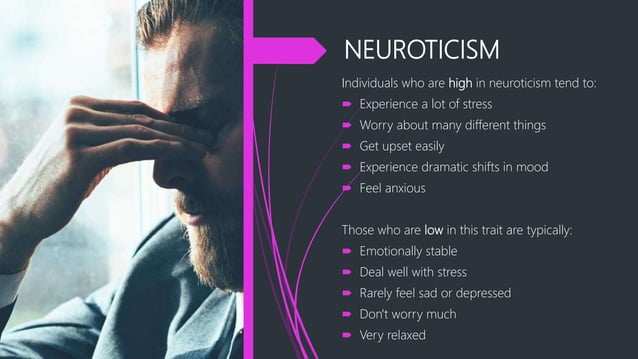 NEUROTICISM
Individuals who are high in neuroticism tend to:
Experience a lot of stress
Worry about many different things
Get upset easily
Experience dramatic shifts in mood
Feel anxious
Those who are low in this trait are typically:
Emotionally stable
Deal well with stress
Rarely feel sad or depressed
Don't worry much
Very relaxed